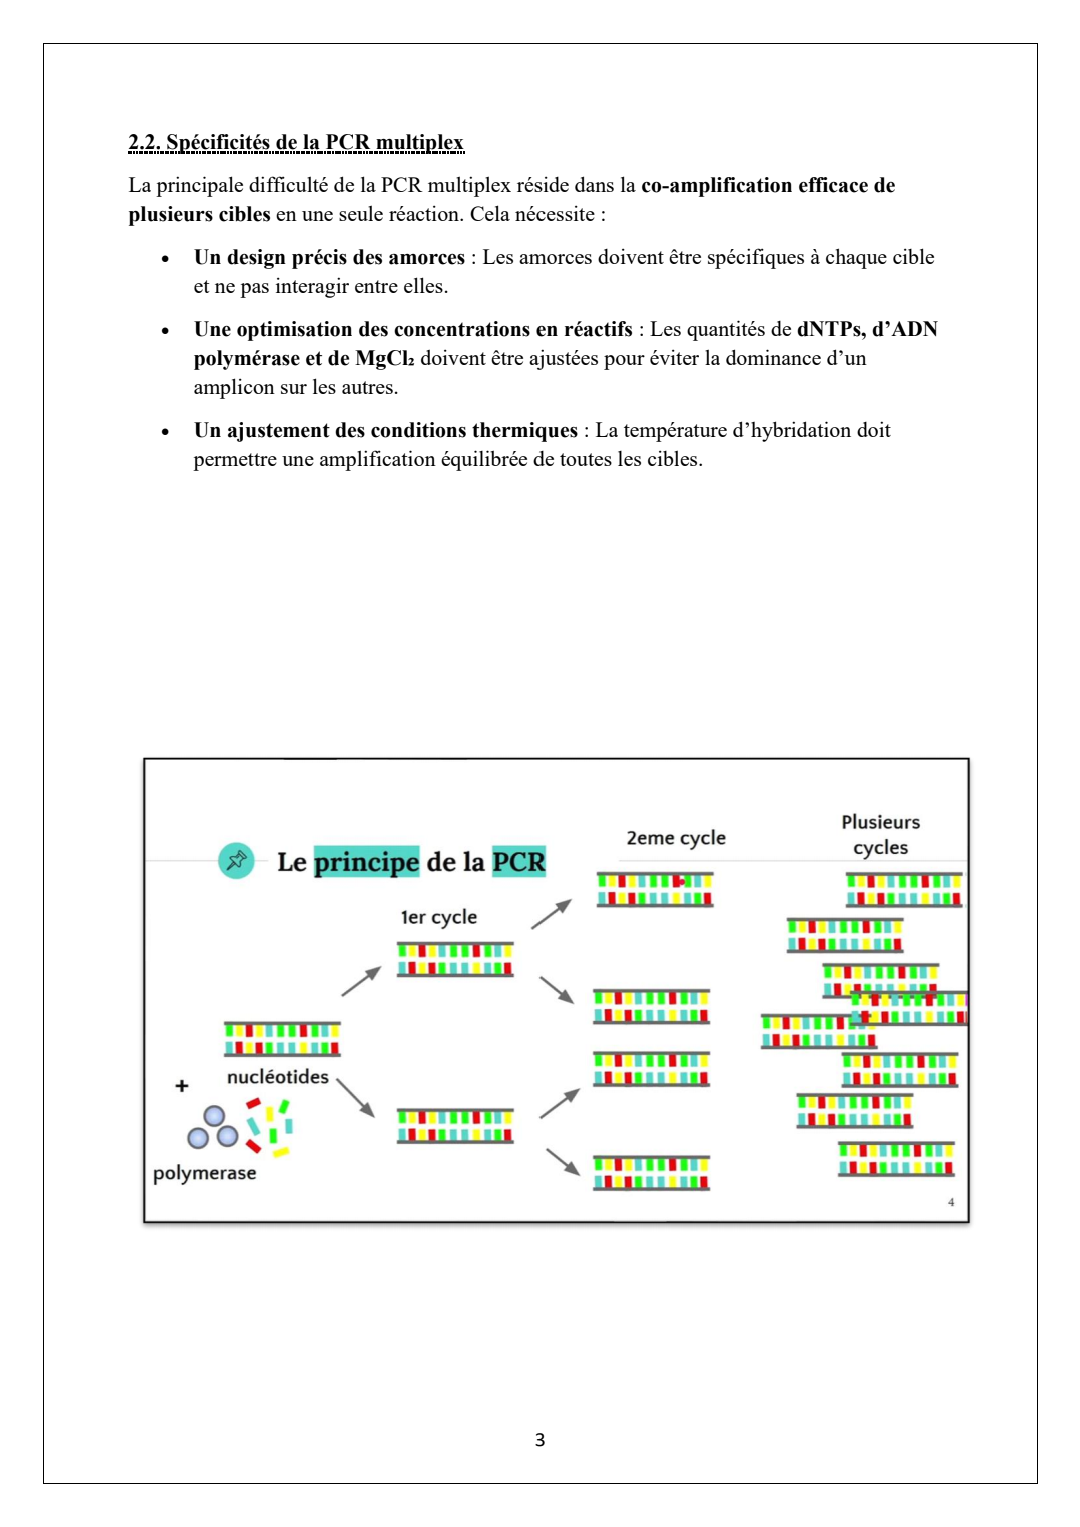 2.2. Spécificités de la PCR multiplex
La principale difficulté de la PCR multiplex réside dans la co-amplification efficace de
plusieurs cibles en une seule réaction. Cela nécessite :
• Un design précis des amorces : Les amorces doivent être spécifiques à chaque cible
et ne pas interagir entre elles.
• Une optimisation des concentrations en réactifs : Les quantités de dNTPs, d’ADN
polymérase et de MgCl₂ doivent être ajustées pour éviter la dominance d’un
amplicon sur les autres.
• Un ajustement des conditions thermiques : La température d’hybridation doit
permettre une amplification équilibrée de toutes les cibles.
Le principe de la PCR
1er cycle
2eme cycle
Plusieurs
cycles
nucléotides
+
polymerase
4
3